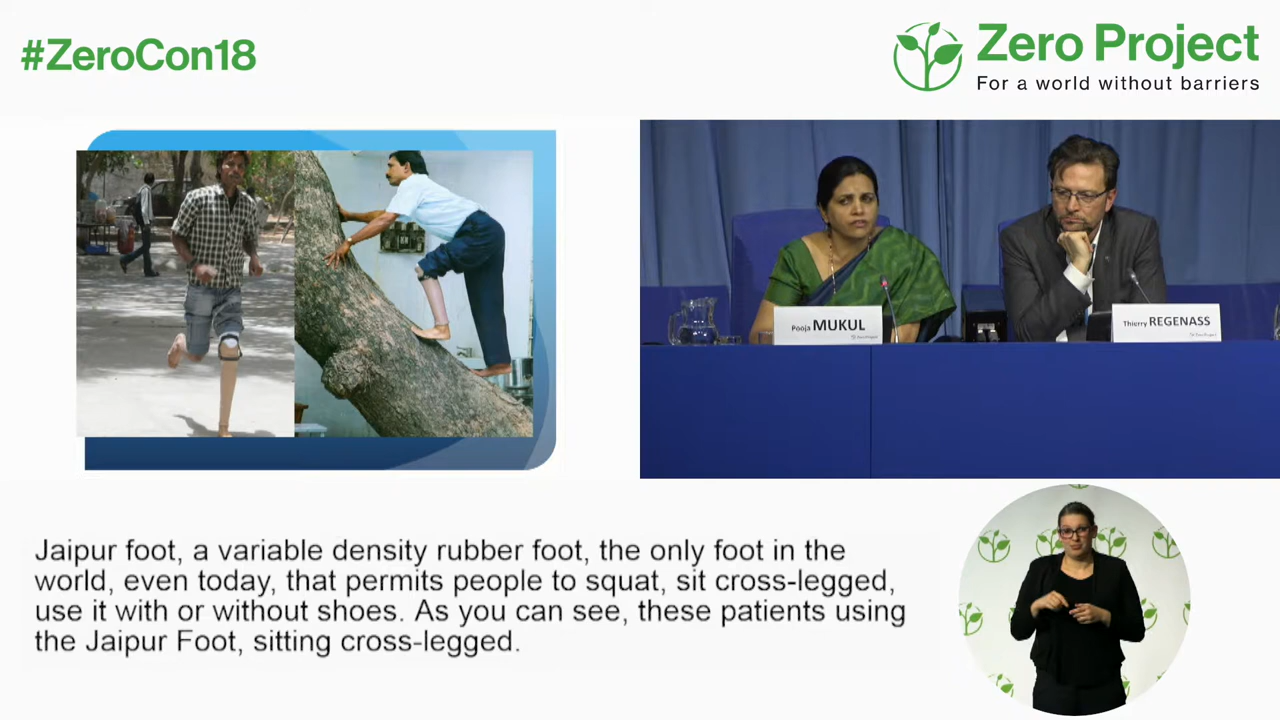 #ZeroCon18
Zero Project
For a world without barriers
Pooja MUKUL
Thierry REGENASS
Jaipur foot, a variable density rubber foot, the only foot in the
world, even today, that permits people to squat, sit cross-legged,
use it with or without shoes. As you can see, these patients using
the Jaipur Foot, sitting cross-legged.